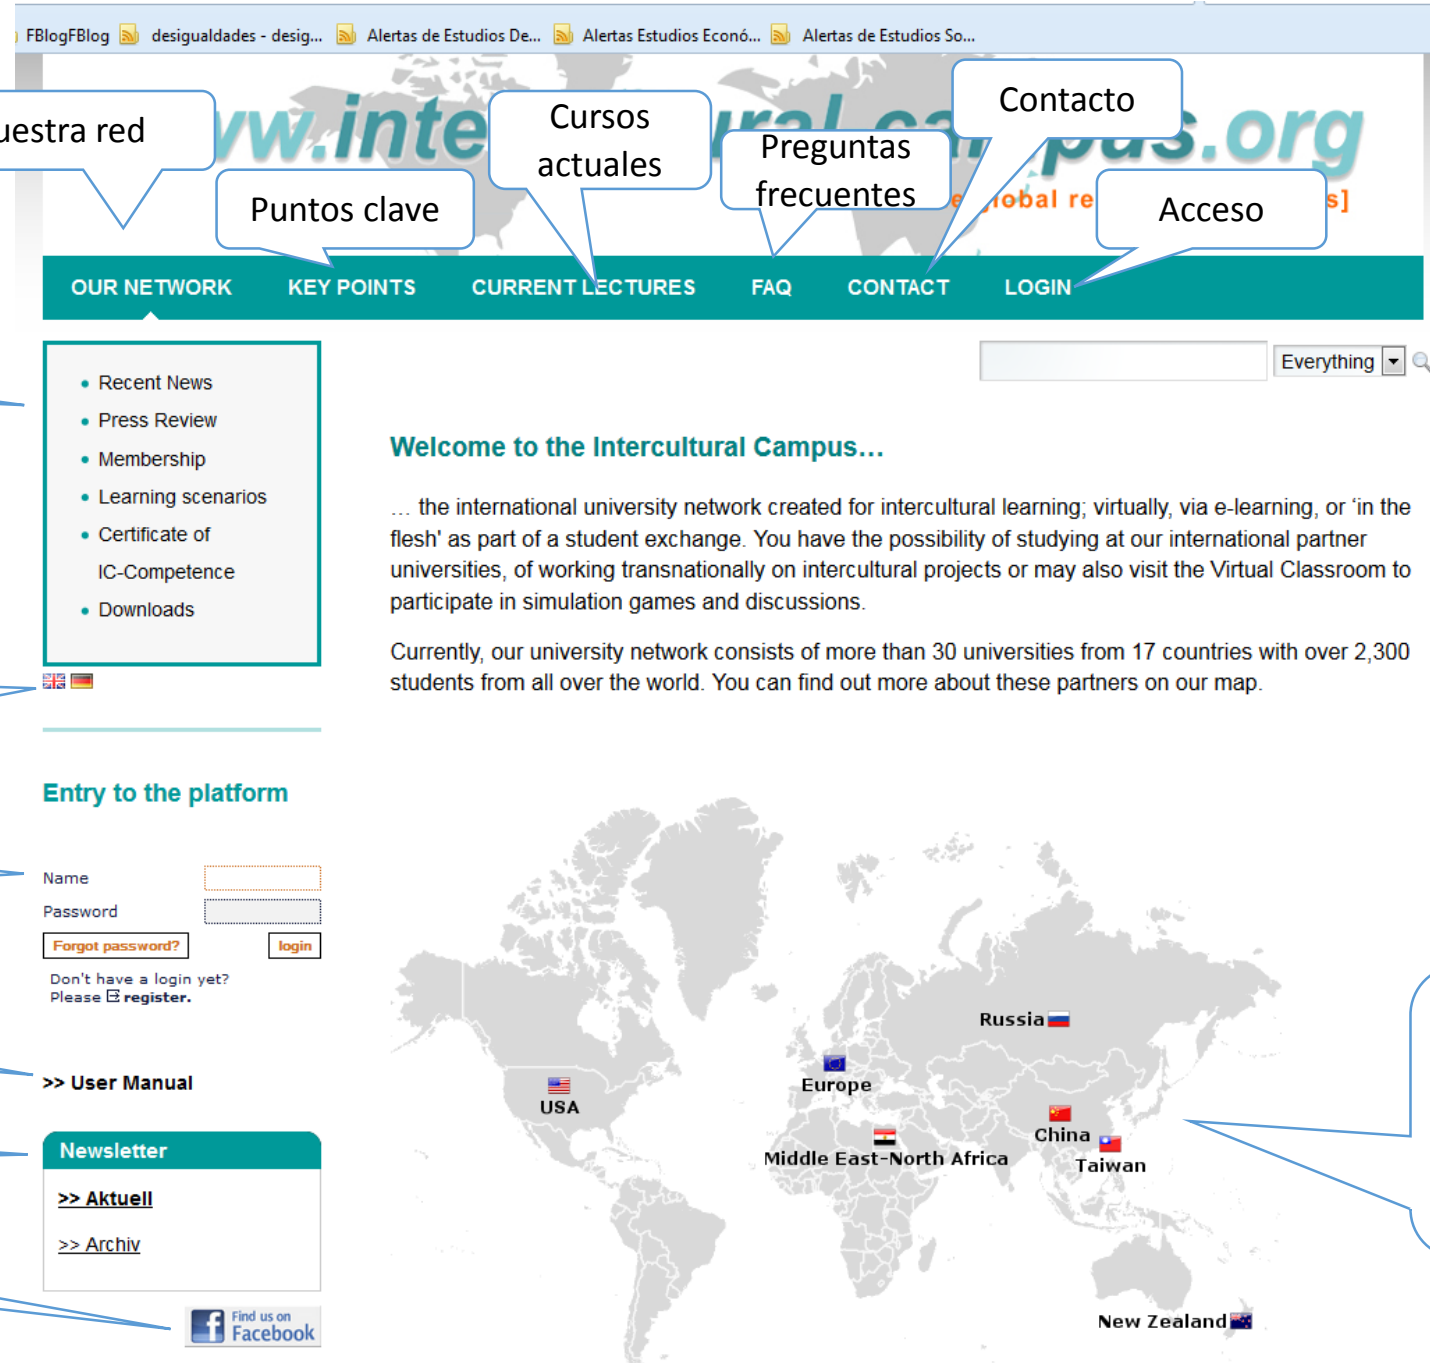 FBlogFBlog desigualdades - desig... Alertas de Estudios De... Alertas Estudios Econó... Alertas de Estudios So...
uestra red
Puntos clave
Cursos
actuales
Preguntas
frecuentes
Contacto
Acceso
.org
OUR NETWORK KEY POINTS CURRENT LECTURES FAQ CONTACT LOGIN
Everything
• Recent News
• Press Review
• Membership
• Learning scenarios
• Certificate of
IC-Competence
• Downloads
Welcome to the Intercultural Campus…
… the international university network created for intercultural learning; virtually, via e-learning, or ‘in the
flesh' as part of a student exchange. You have the possibility of studying at our international partner
universities, of working transnationally on intercultural projects or may also visit the Virtual Classroom to
participate in simulation games and discussions.
Currently, our university network consists of more than 30 universities from 17 countries with over 2,300
students from all over the world. You can find out more about these partners on our map.
Entry to the platform
Name
Password
Forgot password? login
Don't have a login yet?
Please register.
>> User Manual
Newsletter
>> Aktuell
>> Archiv
Find us on
Facebook
Russia
Europe
USA
China
Middle East-North Africa
Taiwan
New Zealand